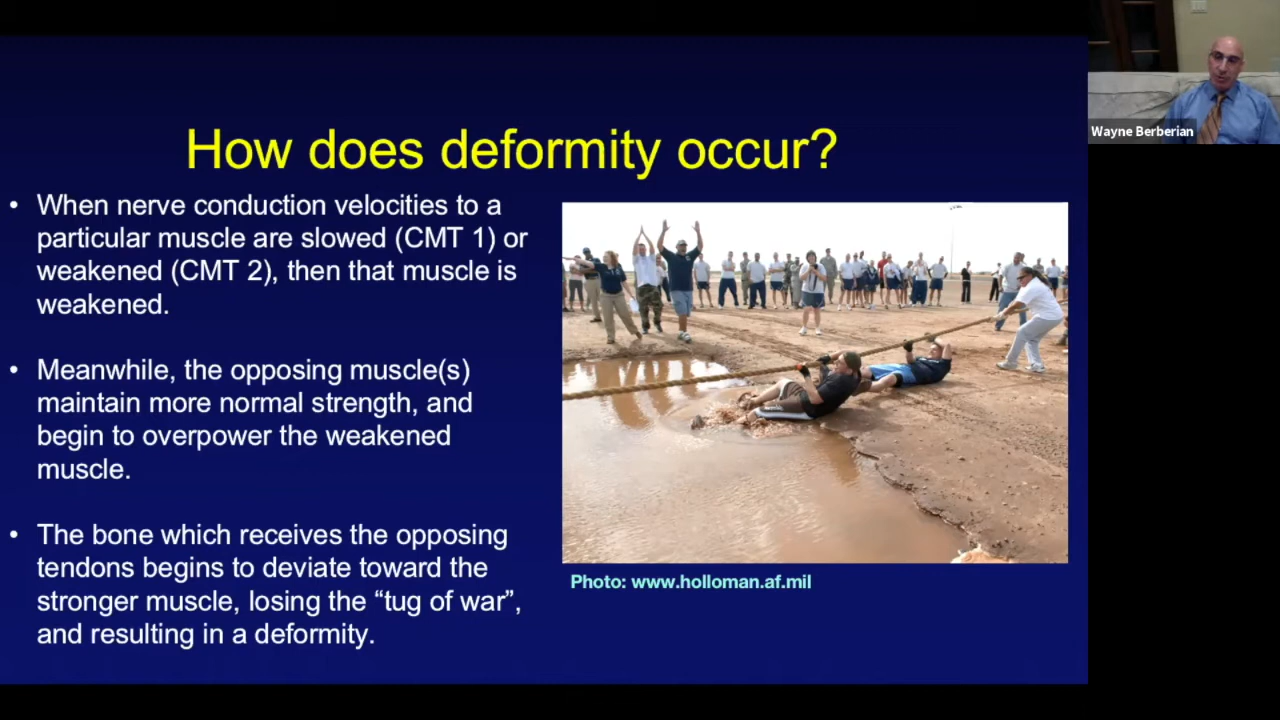 How does deformity occur?
• When nerve conduction velocities to a
particular muscle are slowed (CMT 1) or
weakened (CMT 2), then that muscle is
weakened.
• Meanwhile, the opposing muscle(s)
maintain more normal strength, and
begin to overpower the weakened
muscle.
• The bone which receives the opposing
tendons begins to deviate toward the
stronger muscle, losing the “tug of war”,
and resulting in a deformity.
Photo: www.holloman.af.mil
Wayne Berberian